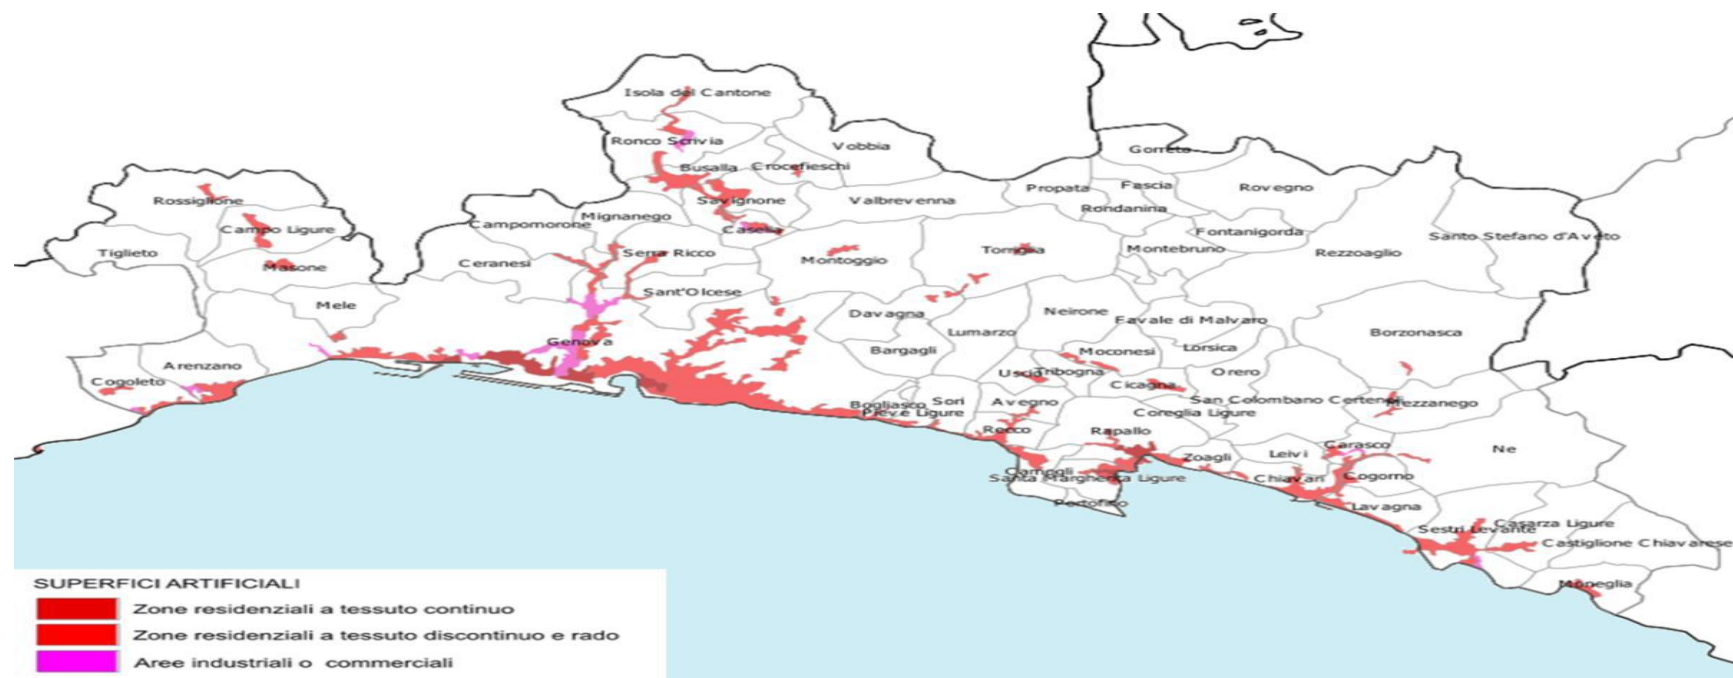 Isola del Cantone
Ronco Scrivia
Vobbia
Gorreto
Busalla
Crocefieschi
Propata
Fascia
Rovegno
Rossiglione
Savignone
Valbrevenna
Rondanina
Campo Ligure
Campomorone
Mignanego
Casella
Fontanigorda
Santo Stefano d'Aveto
Tiglieto
Masone
Ceranesi
Serra Ricco
Montoggio
Torriglia
Montebruno
Rezzoaglio
Mele
Sant'Olcese
Davagna
Neirone
Favale di Malvaro
Lumarzo
Borzonasca
Genova
Bargagli
Moconesi
Lorsica
Arenzano
Uscio
Tribogna
Orero
Cogoleto
Cicagna
Bogliasco
Sori
Avegno
San Colombano Certenoli
Mezzanego
Pieve Ligure
Coreglia Ligure
Recco
Rapallo
Carasco
Ne
Zoagli
Leivi
Camogli
Santa Margherita Ligure
Chiavari
Cogorno
Portofino
Lavagna
Sestri Levante
Casarza Ligure
Castiglione Chiavarese
Moneglia
SUPERFICI ARTIFICIALI
Zone residenziali a tessuto continuo
Zone residenziali a tessuto discontinuo e rado
Aree industriali o commerciali